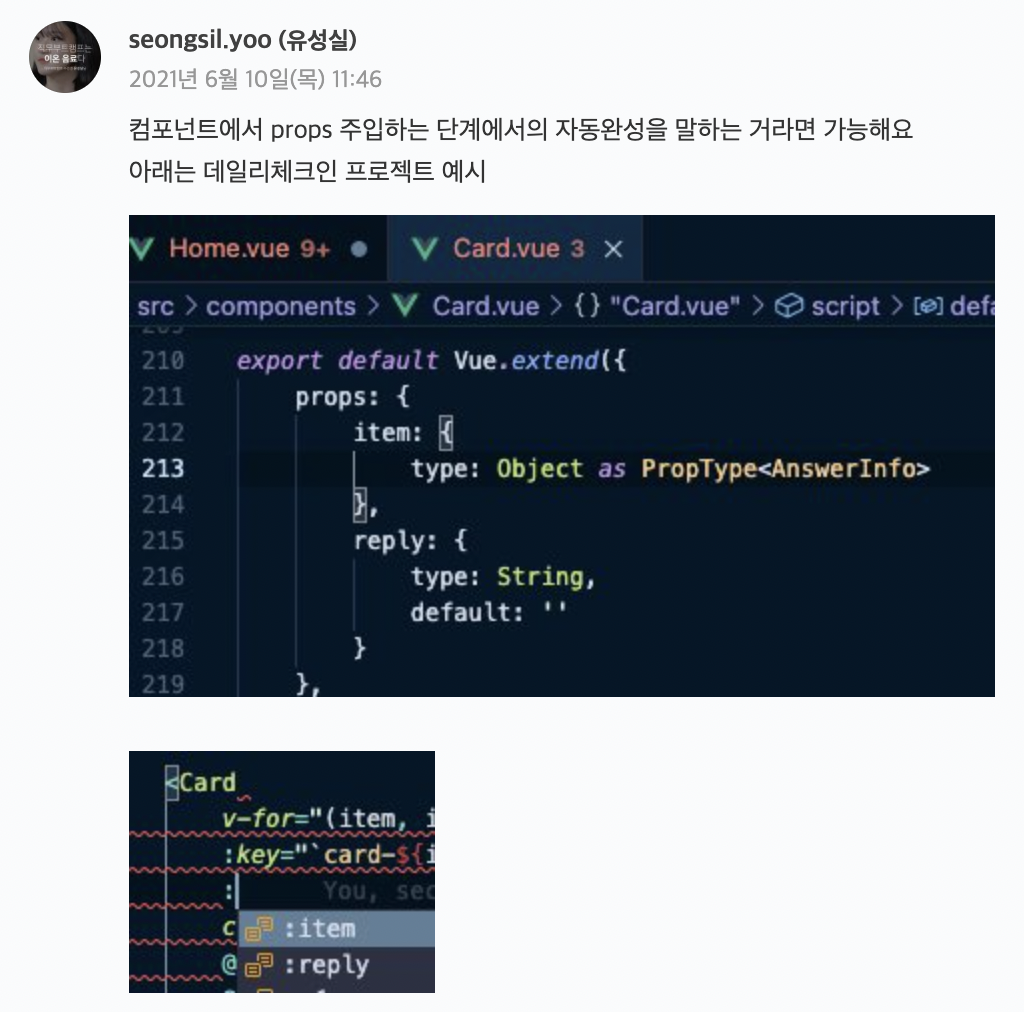 seongsil.yoo (유성실)
2021년 6월 10일(목) 11:46
컴포넌트에서 props 주입하는 단계에서의 자동완성을 말하는 거라면 가능해요
아래는 데일리체크인 프로젝트 예시
Home.vue 9+ ● Card.vue 3 ×
src > components > Card.vue > {} "Card.vue" > script > defa
210 export default Vue.extend({
211 props: {
212 item: {
213 type: Object as PropType<AnswerInfo>
214 },
215 reply: {
216 type: String,
217 default: ''
218 }
219 },
<Card
v-for="(item, i
:key="`card-${i
: You, sec
c :item
@ :reply